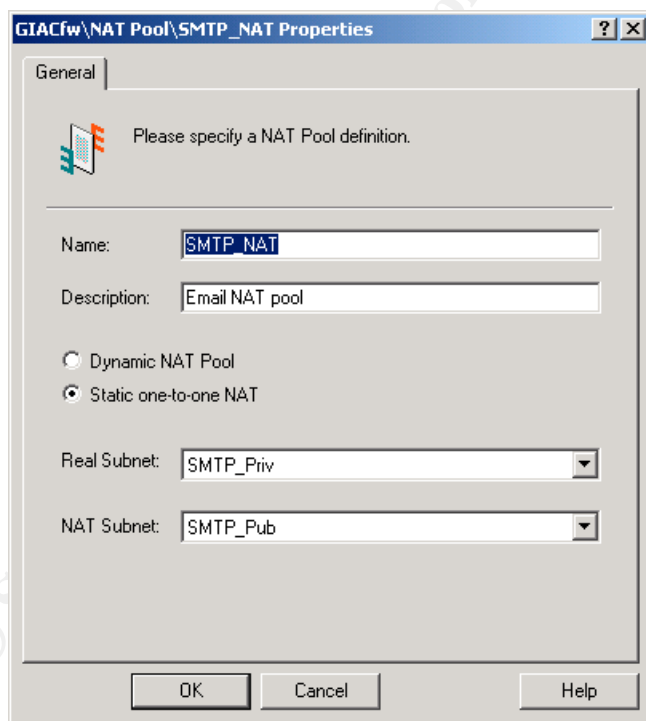 GIACfw\NAT Pool\SMTP_NAT Properties
General
Please specify a NAT Pool definition.
Name: SMTP_NAT
Description: Email NAT pool
Dynamic NAT Pool
Static one-to-one NAT
Real Subnet: SMTP_Priv
NAT Subnet: SMTP_Pub
OK Cancel Help